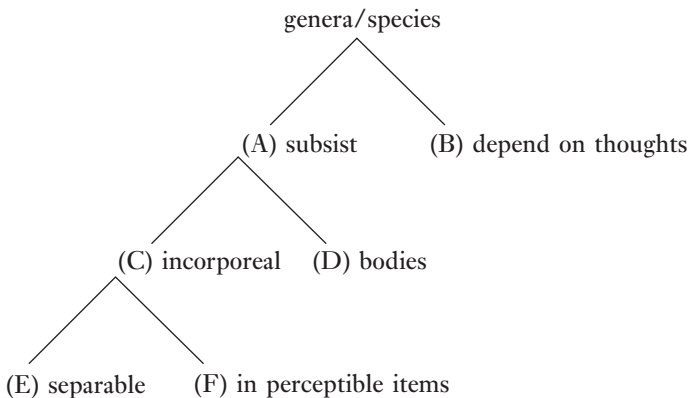 genera/species
(A) subsist (B) depend on thoughts
(C) incorporeal (D) bodies
(E) separable (F) in perceptible items